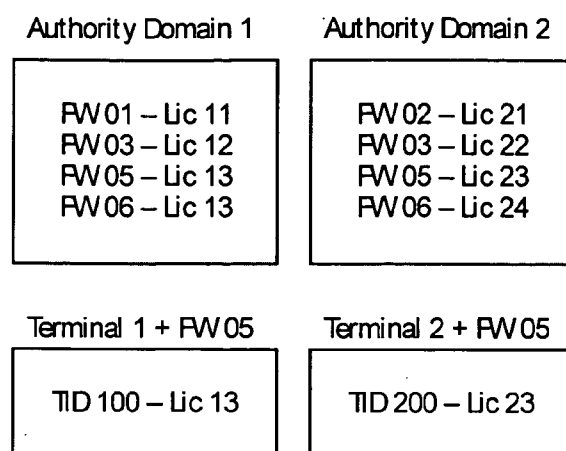 Authority Domain 1
Authority Domain 2
FW 01 – Lic 11
FW 03 – Lic 12
FW 05 – Lic 13
FW 06 – Lic 13
FW 02 – Lic 21
FW 03 – Lic 22
FW 05 – Lic 23
FW 06 – Lic 24
Terminal 1 + FW 05
Terminal 2 + FW 05
TID 100 – Lic 13
TID 200 – Lic 23